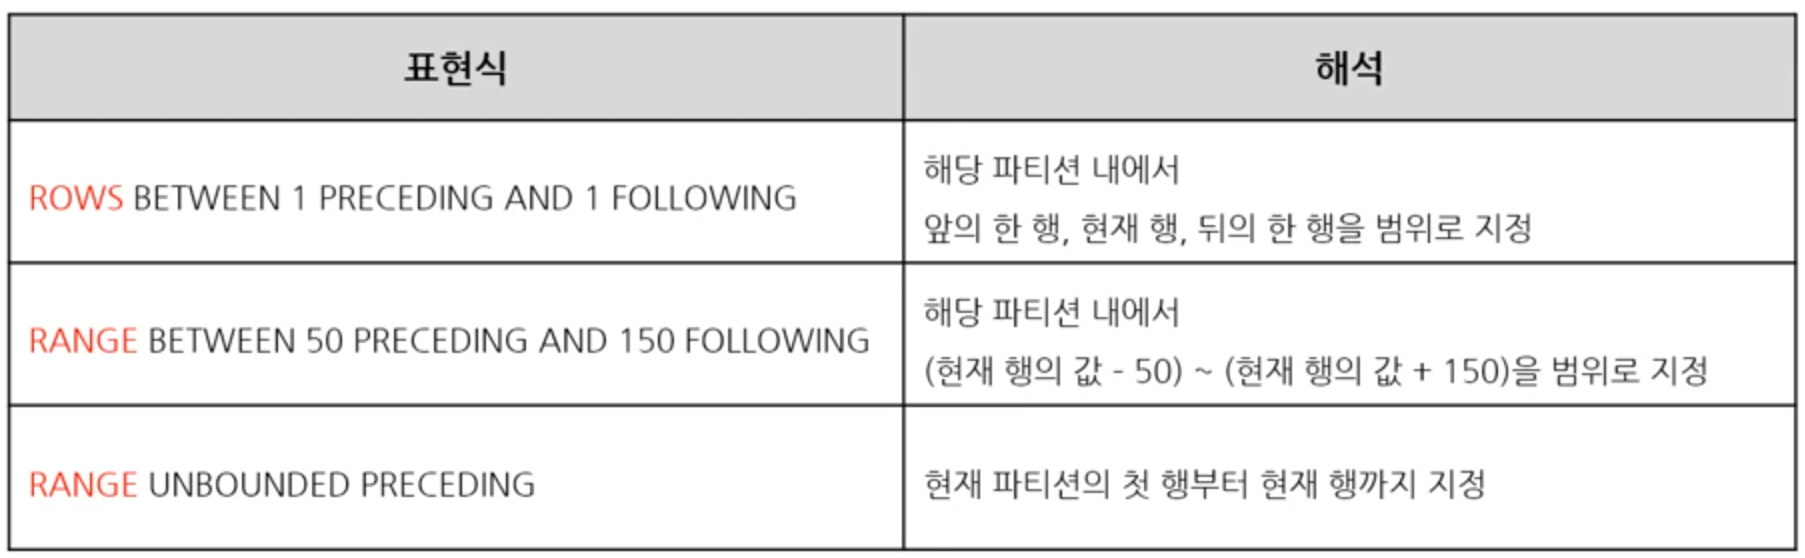 표현식
해석
ROWS BETWEEN 1 PRECEDING AND 1 FOLLOWING
해당 파티션 내에서
앞의 한 행, 현재 행, 뒤의 한 행을 범위로 지정
RANGE BETWEEN 50 PRECEDING AND 150 FOLLOWING
해당 파티션 내에서
(현재 행의 값 - 50) ~ (현재 행의 값 + 150)을 범위로 지정
RANGE UNBOUNDED PRECEDING
현재 파티션의 첫 행부터 현재 행까지 지정